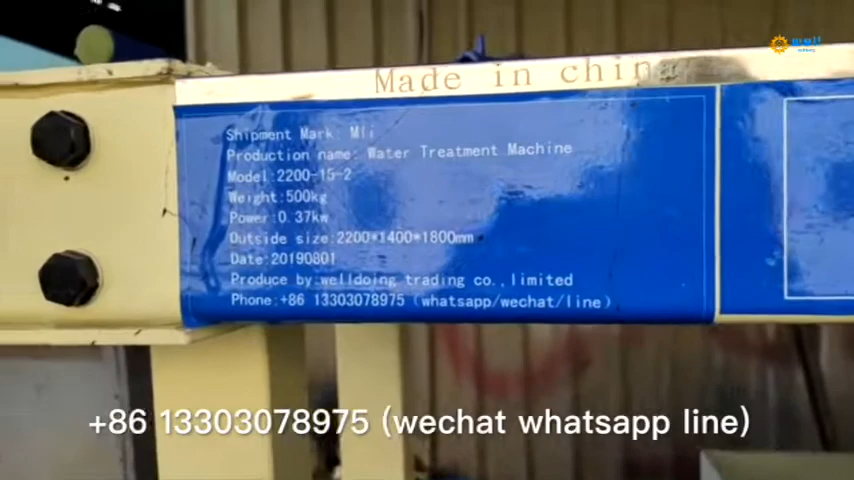 Made in china
Shipment Mark: Mli
Production name: Water Treatment Machine
Model:2200-15-2
Weight:500kg
Power:0.37kw
Outside size:2200*1400*1800mm
Date:20190801
Produce by:welldoing trading co.,limited
Phone:+86 13303078975 (whatsapp/wechat/line)
+86 13303078975 (wechat whatsapp line)